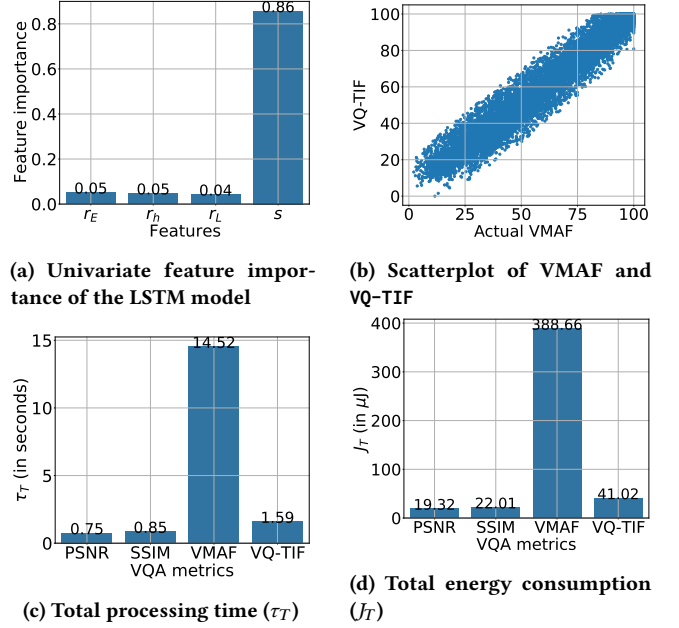 0.86
0.8
0.6
0.4
0.2
0.0
Feature importance
0.05
0.05
0.04
r_E
r_h
r_L
s
Features
(a) Univariate feature impor-
tance of the LSTM model
100
80
60
40
20
0
VQ-TIF
0
25
50
75
100
Actual VMAF
(b) Scatterplot of VMAF and
VQ-TIF
15
10
5
0
τ_T (in seconds)
0.75
0.85
14.52
1.59
PSNR
SSIM
VMAF
VQ-TIF
VQA metrics
(c) Total processing time (τ_T)
400
300
200
100
0
J_T (in μJ)
19.32
22.01
388.66
41.02
PSNR
SSIM
VMAF
VQ-TIF
VQA metrics
(d) Total energy consumption
(J_T)